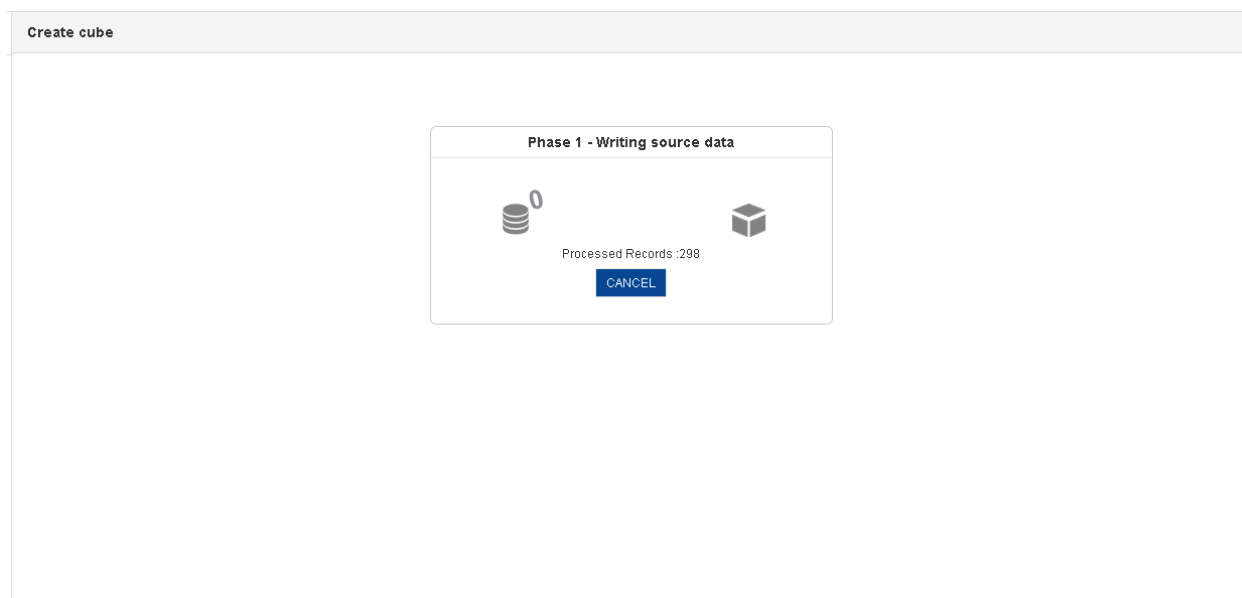 Create cube
Phase 1 - Writing source data
0
Processed Records :298
CANCEL